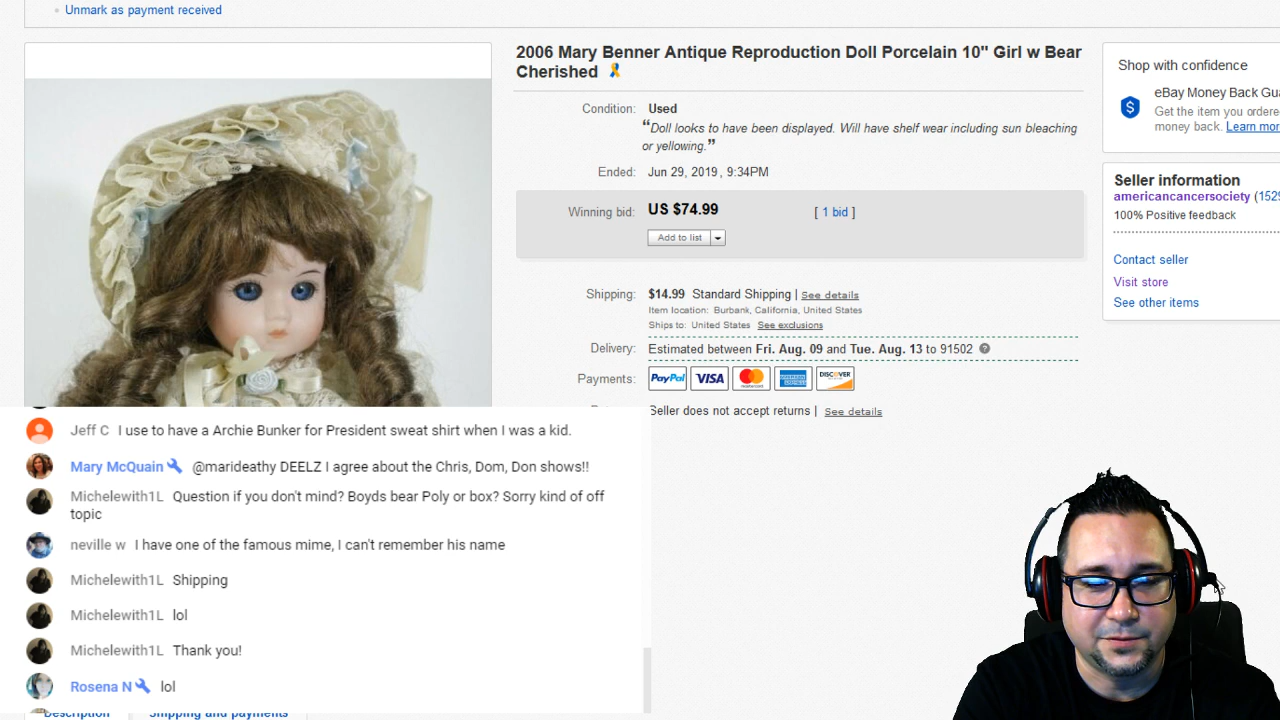 Unmark as payment received
2006 Mary Benner Antique Reproduction Doll Porcelain 10" Girl w Bear
Cherished
Condition: Used
“Doll looks to have been displayed. Will have shelf wear including sun bleaching
or yellowing.”
Ended: Jun 29, 2019 , 9:34PM
Winning bid: US $74.99 [ 1 bid ]
Add to list
Shipping: $14.99 Standard Shipping | See details
Item location: Burbank, California, United States
Ships to: United States See exclusions
Delivery: Estimated between Fri. Aug. 09 and Tue. Aug. 13 to 91502
Payments: PayPal VISA MasterCard AMERICAN EXPRESS DISCOVER
Seller does not accept returns | See details
Shop with confidence
eBay Money Back Gua
Get the item you ordere
money back. Learn mor
Seller information
americancancersociety (1529
100% Positive feedback
Contact seller
Visit store
See other items
Jeff C I use to have a Archie Bunker for President sweat shirt when I was a kid.
Mary McQuain @marideathy DEELZ I agree about the Chris, Dom, Don shows!!
Michelewith1L Question if you don't mind? Boyds bear Poly or box? Sorry kind of off
topic
neville w I have one of the famous mime, I can't remember his name
Michelewith1L Shipping
Michelewith1L lol
Michelewith1L Thank you!
Rosena N lol
Description Shipping and payments